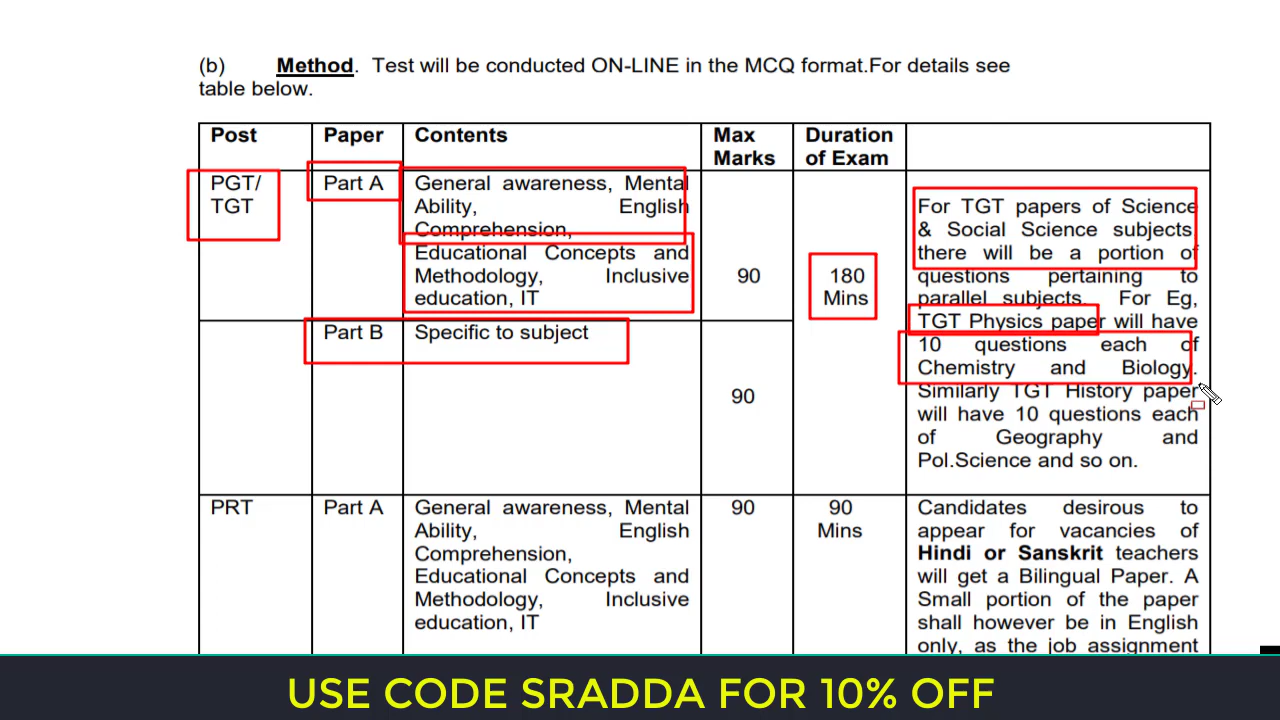 (b) Method. Test will be conducted ON-LINE in the MCQ format.For details see
table below.
Post Paper Contents Max Marks Duration of Exam
PGT/
TGT
Part A
General awareness, Mental
Ability, English
Comprehension,
Educational Concepts and
Methodology, Inclusive
education, IT
90
180
Mins
For TGT papers of Science
& Social Science subjects
there will be a portion of
questions pertaining to
parallel subjects. For Eg,
TGT Physics paper will have
10 questions each of
Chemistry and Biology.
Similarly TGT History paper
will have 10 questions each
of Geography and
Pol.Science and so on.
Part B
Specific to subject
90
PRT
Part A
General awareness, Mental
Ability, English
Comprehension,
Educational Concepts and
Methodology, Inclusive
education, IT
90
90
Mins
Candidates desirous to
appear for vacancies of
Hindi or Sanskrit teachers
will get a Bilingual Paper. A
Small portion of the paper
shall however be in English
only, as the job assignment
USE CODE SRADDA FOR 10% OFF